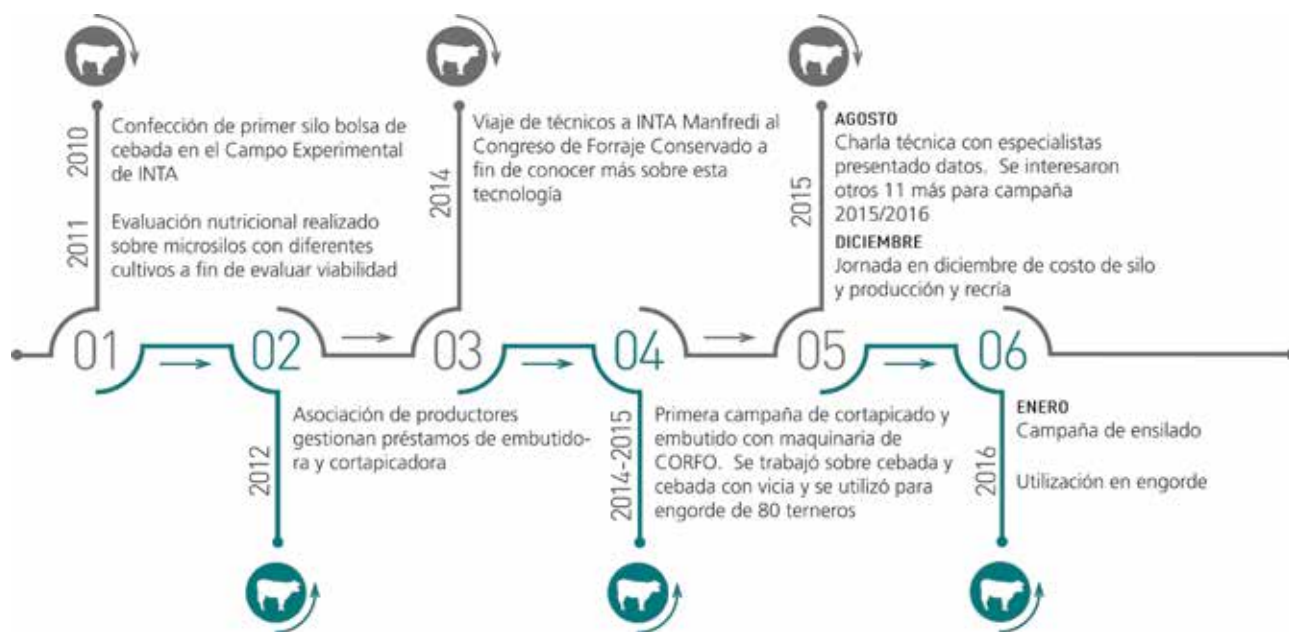 2010
Confección de primer silo bolsa de
cebada en el Campo Experimental
de INTA
2011
Evaluación nutricional realizado
sobre microsilos con diferentes
cultivos a fin de evaluar viabilidad
01
02
2012
Asociación de productores
gestionan préstamos de embutido-
ra y cortapicadora
2014
Viaje de técnicos a INTA Manfredi al
Congreso de Forraje Conservado a
fin de conocer más sobre esta
tecnología
03
04
2014-2015
Primera campaña de cortapicado y
embutido con maquinaria de
CORFO. Se trabajó sobre cebada y
cebada con vicia y se utilizó para
engorde de 80 terneros
2015
AGOSTO
Charla técnica con especialistas
presentado datos. Se interesaron
otros 11 más para campaña
2015/2016
DICIEMBRE
Jornada en diciembre de costo de silo
y producción y recría
05
06
2016
ENERO
Campaña de ensilado
Utilización en engorde